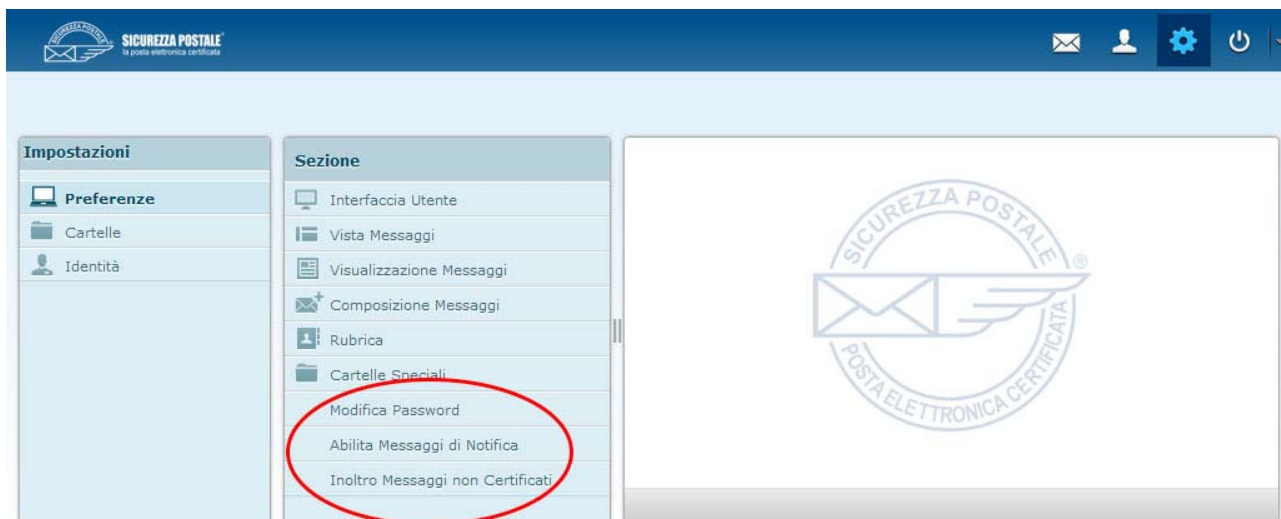 SICUREZZA POSTALE
la posta elettronica certificata
Impostazioni
Preferenze
Cartelle
Identità
Sezione
Interfaccia Utente
Vista Messaggi
Visualizzazione Messaggi
Composizione Messaggi
Rubrica
Cartelle Speciali
Modifica Password
Abilita Messaggi di Notifica
Inoltro Messaggi non Certificati
SICUREZZA POSTALE ®
POSTA ELETTRONICA CERTIFICATA